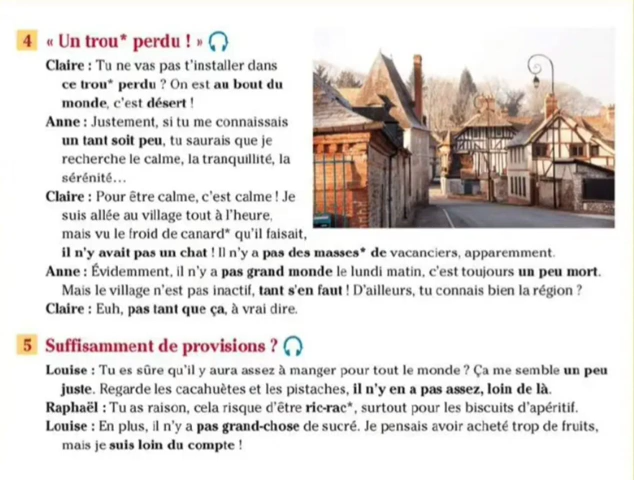 4 « Un trou* perdu ! »
Claire : Tu ne vas pas t'installer dans
ce trou* perdu ? On est au bout du
monde, c'est désert !
Anne : Justement, si tu me connaissais
un tant soit peu, tu saurais que je
recherche le calme, la tranquillité, la
sérénité...
Claire : Pour être calme, c'est calme ! Je
suis allée au village tout à l'heure,
mais vu le froid de canard* qu'il faisait,
il n'y avait pas un chat ! Il n'y a pas des masses* de vacanciers, apparemment.
Anne : Évidemment, il n'y a pas grand monde le lundi matin, c'est toujours un peu mort.
Mais le village n'est pas inactif, tant s'en faut ! D'ailleurs, tu connais bien la région ?
Claire : Euh, pas tant que ça, à vrai dire.
5 Suffisamment de provisions ?
Louise : Tu es sûre qu'il y aura assez à manger pour tout le monde ? Ça me semble un peu
juste. Regarde les cacahuètes et les pistaches, il n'y en a pas assez, loin de là.
Raphaël : Tu as raison, cela risque d'être ric-rac*, surtout pour les biscuits d'apéritif.
Louise : En plus, il n'y a pas grand-chose de sucré. Je pensais avoir acheté trop de fruits,
mais je suis loin du compte !